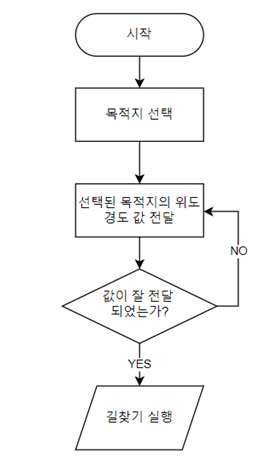 시작
목적지 선택
선택된 목적지의 위도
경도 값 전달
NO
값이 잘 전달
되었는가?
YES
길찾기 실행